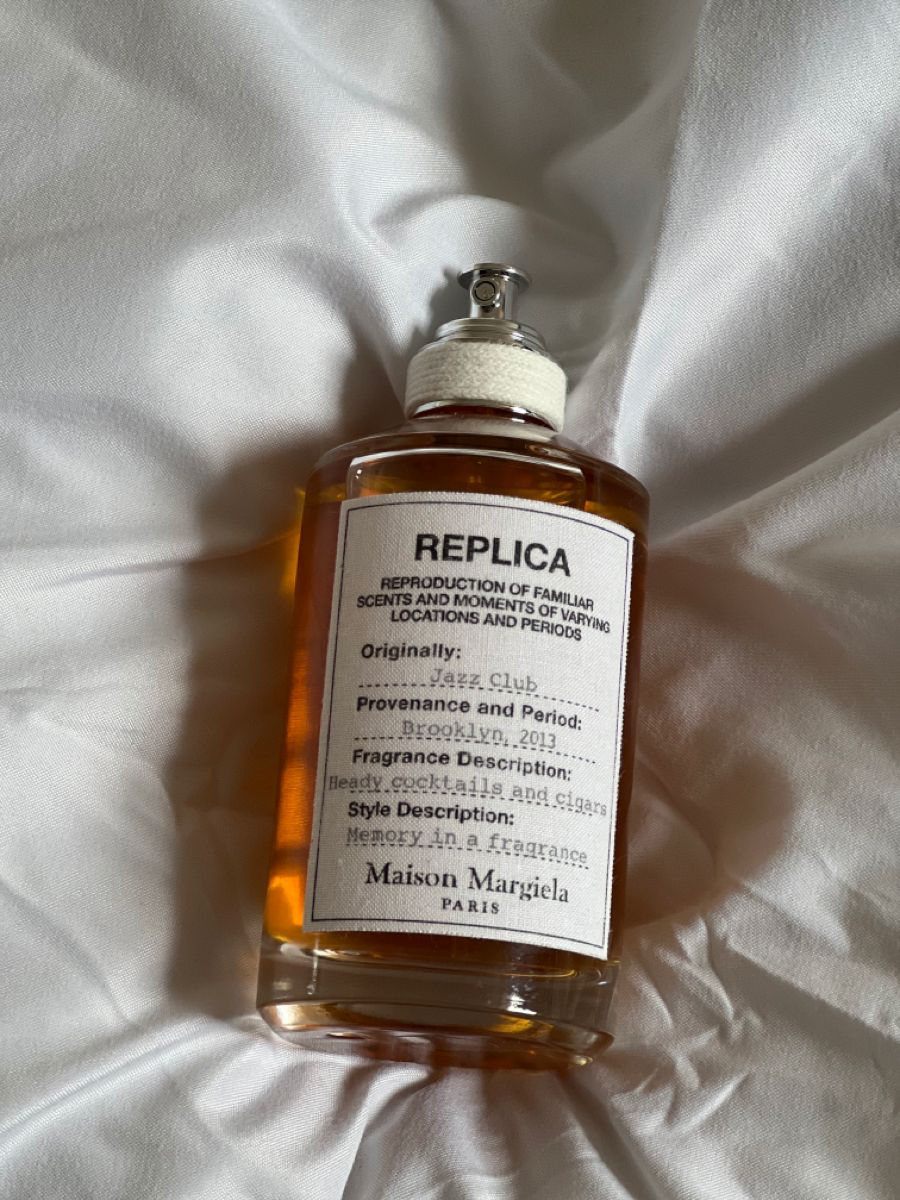 REPLICA
REPRODUCTION OF FAMILIAR
SCENTS AND MOMENTS OF VARYING
LOCATIONS AND PERIODS
Originally:
Jazz Club
Provenance and Period:
Brooklyn, 2013
Fragrance Description:
Heady cocktails and cigars
Style Description:
Memory in a fragrance
Maison Margiela
PARIS